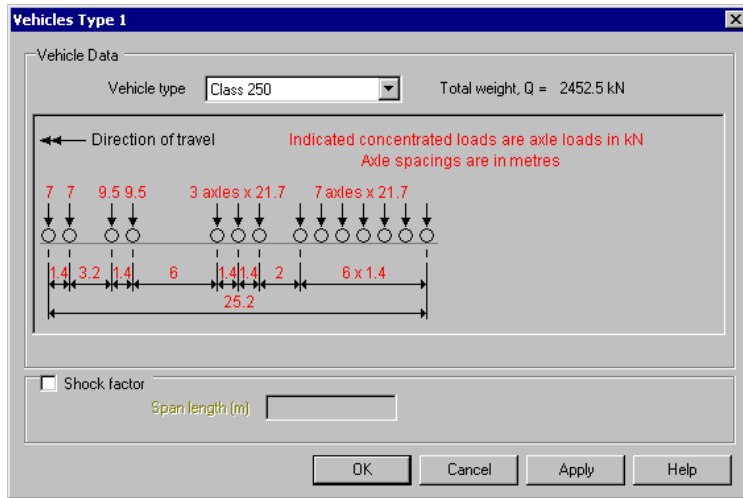 Vehicles Type 1
Vehicle Data
Vehicle type Class 250 Total weight, Q = 2452.5 kN
Direction of travel
Indicated concentrated loads are axle loads in kN
Axle spacings are in metres
7 7 9.5 9.5 3 axles x 21.7 7 axles x 21.7
1.4 3.2 1.4 6 1.4 1.4 2 6 x 1.4
25.2
Shock factor
Span length (m)
OK Cancel Apply Help